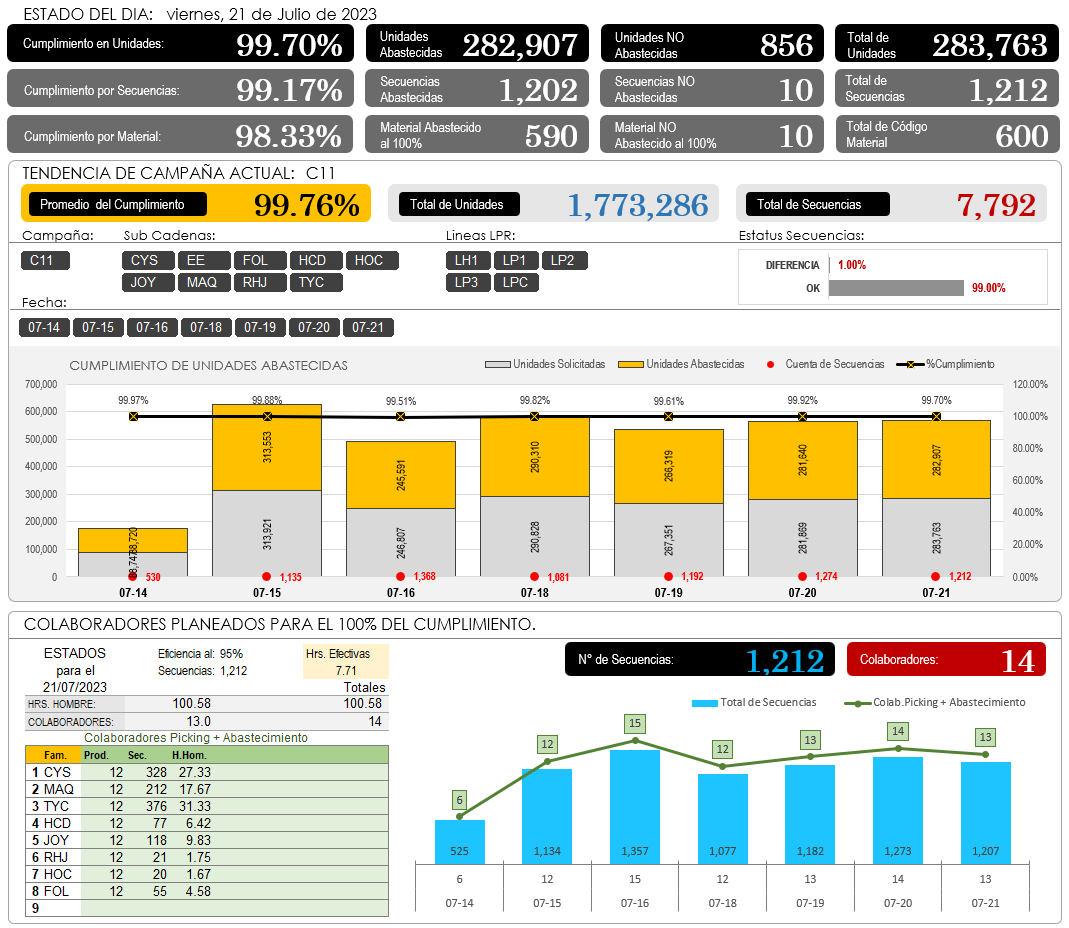 ESTADO DEL DIA: viernes, 21 de Julio de 2023
Cumplimiento en Unidades: 99.70%
Unidades Abastecidas 282,907
Unidades NO Abastecidas 856
Total de Unidades 283,763
Cumplimiento por Secuencias: 99.17%
Secuencias Abastecidas 1,202
Secuencias NO Abastecidas 10
Total de Secuencias 1,212
Cumplimiento por Material: 98.33%
Material Abastecido al 100% 590
Material NO Abastecido al 100% 10
Total de Código Material 600
TENDENCIA DE CAMPAÑA ACTUAL: C11
Promedio del Cumplimiento 99.76%
Total de Unidades 1,773,286
Total de Secuencias 7,792
Campaña: Sub Cadenas: Lineas LPR: Estatus Secuencias:
C11 CYS EE FOL HCD HOC LH1 LP1 LP2
JOY MAQ RHJ TYC LP3 LPC
DIFERENCIA 1.00%
OK 99.00%
Fecha:
07-14 07-15 07-16 07-18 07-19 07-20 07-21
CUMPLIMIENTO DE UNIDADES ABASTECIDAS
Unidades Solicitadas Unidades Abastecidas Cuenta de Secuencias %Cumplimiento
700,000 120.00%
99.97% 99.88% 99.51% 99.82% 99.61% 99.92% 99.70%
600,000 100.00%
500,000 80.00%
400,000 60.00%
300,000
200,000 40.00%
100,000 20.00%
0 0.00%
88,720 313,553 245,591 290,310 266,319 281,640 282,907
88,747 313,921 246,807 290,828 267,351 281,869 283,763
530 1,135 1,368 1,081 1,192 1,274 1,212
07-14 07-15 07-16 07-18 07-19 07-20 07-21
COLABORADORES PLANEADOS PARA EL 100% DEL CUMPLIMIENTO.
ESTADOS Eficiencia al: 95% Hrs. Efectivas
para el Secuencias: 1,212 7.71
21/07/2023 Totales
HRS. HOMBRE: 100.58 100.58
COLABORADORES: 13.0 14
Colaboradores Picking + Abastecimiento
Fam. Prod. Sec. H.Hom.
1 CYS 12 328 27.33
2 MAQ 12 212 17.67
3 TYC 12 376 31.33
4 HCD 12 77 6.42
5 JOY 12 118 9.83
6 RHJ 12 21 1.75
7 HOC 12 20 1.67
8 FOL 12 55 4.58
9
N° de Secuencias: 1,212
Colaboradores: 14
Total de Secuencias Colab.Picking + Abastecimiento
6 12 15 12 13 14 13
525 1,134 1,357 1,077 1,182 1,273 1,207
6 12 15 12 13 14 13
07-14 07-15 07-16 07-18 07-19 07-20 07-21